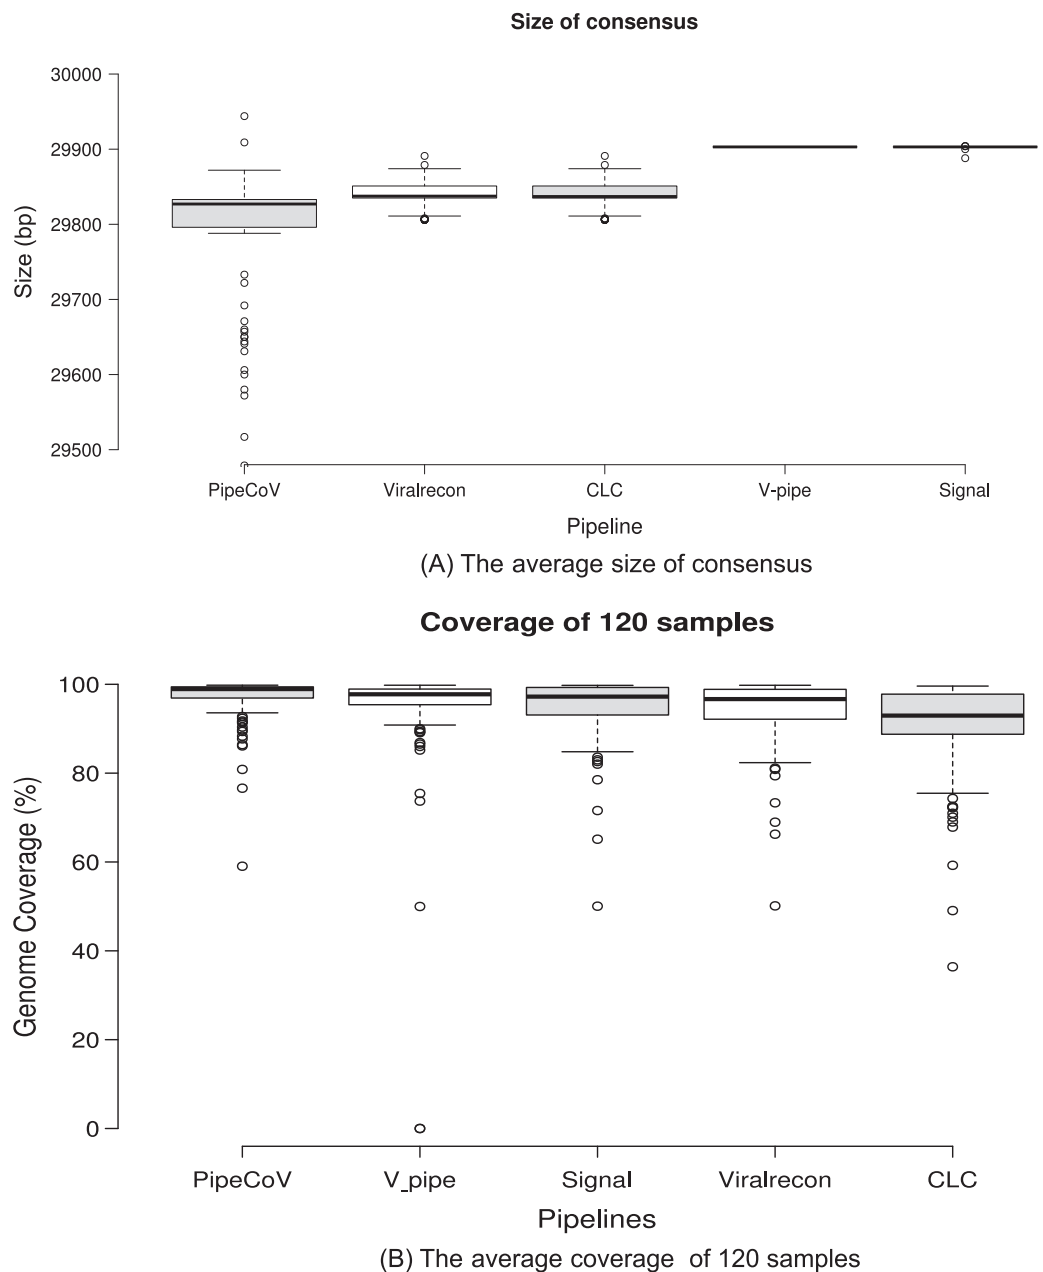 Size of consensus
30000
29900
29800
29700
29600
29500
Size (bp)
PipeCoV Viralrecon CLC V-pipe Signal
Pipeline
(A) The average size of consensus
Coverage of 120 samples
100
80
60
40
20
0
Genome Coverage (%)
PipeCoV V_pipe Signal Viralrecon CLC
Pipelines
(B) The average coverage of 120 samples